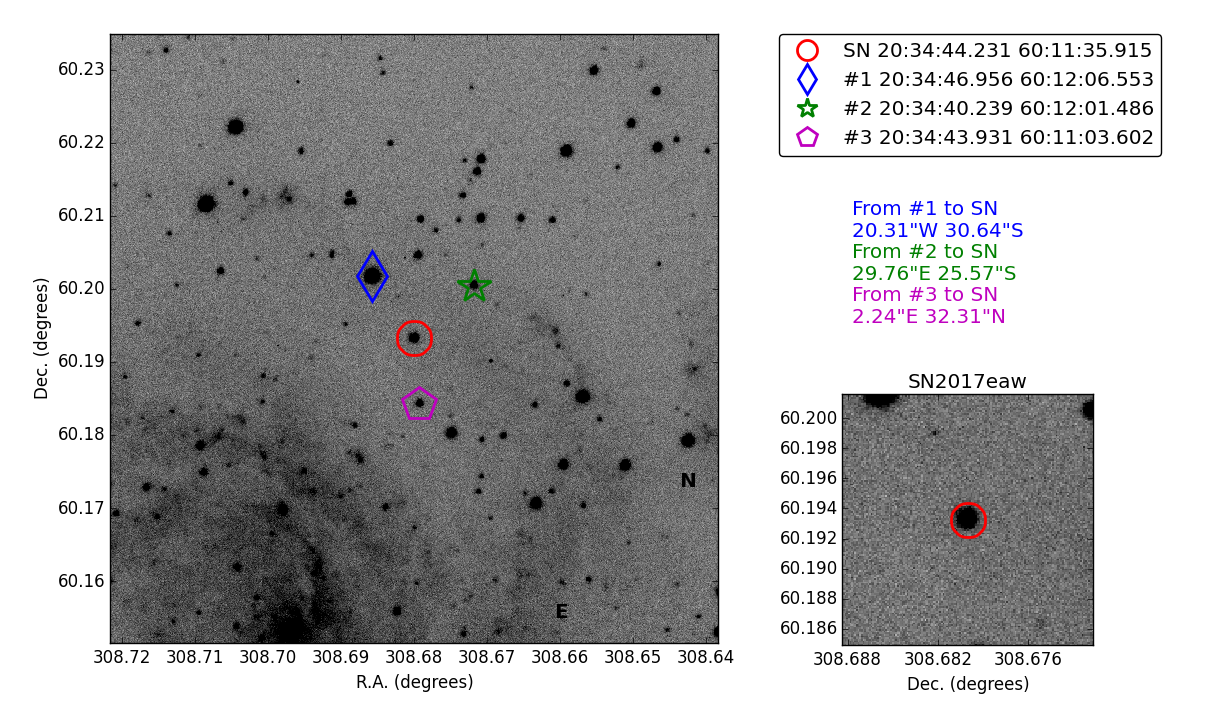 60.23
60.22
60.21
60.20
60.19
60.18
60.17
60.16
Dec. (degrees)
308.72 308.71 308.70 308.69 308.68 308.67 308.66 308.65 308.64
R.A. (degrees)
N
E
SN 20:34:44.231 60:11:35.915
#1 20:34:46.956 60:12:06.553
#2 20:34:40.239 60:12:01.486
#3 20:34:43.931 60:11:03.602
From #1 to SN
20.31"W 30.64"S
From #2 to SN
29.76"E 25.57"S
From #3 to SN
2.24"E 32.31"N
SN2017eaw
60.200
60.198
60.196
60.194
60.192
60.190
60.188
60.186
308.688 308.682 308.676
Dec. (degrees)